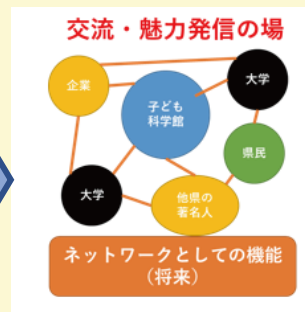 交流・魅力発信の場
企業
大学
子ども
科学館
県民
大学
他県の
著名人
ネットワークとしての機能
（将来）